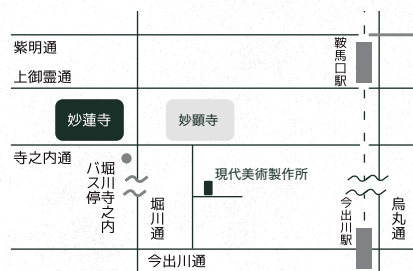 紫明通
上御霊通
鞍馬口駅
妙蓮寺
妙顕寺
寺之内通
堀川寺之内
バス停
現代美術製作所
堀川通
今出川駅
烏丸通
今出川通